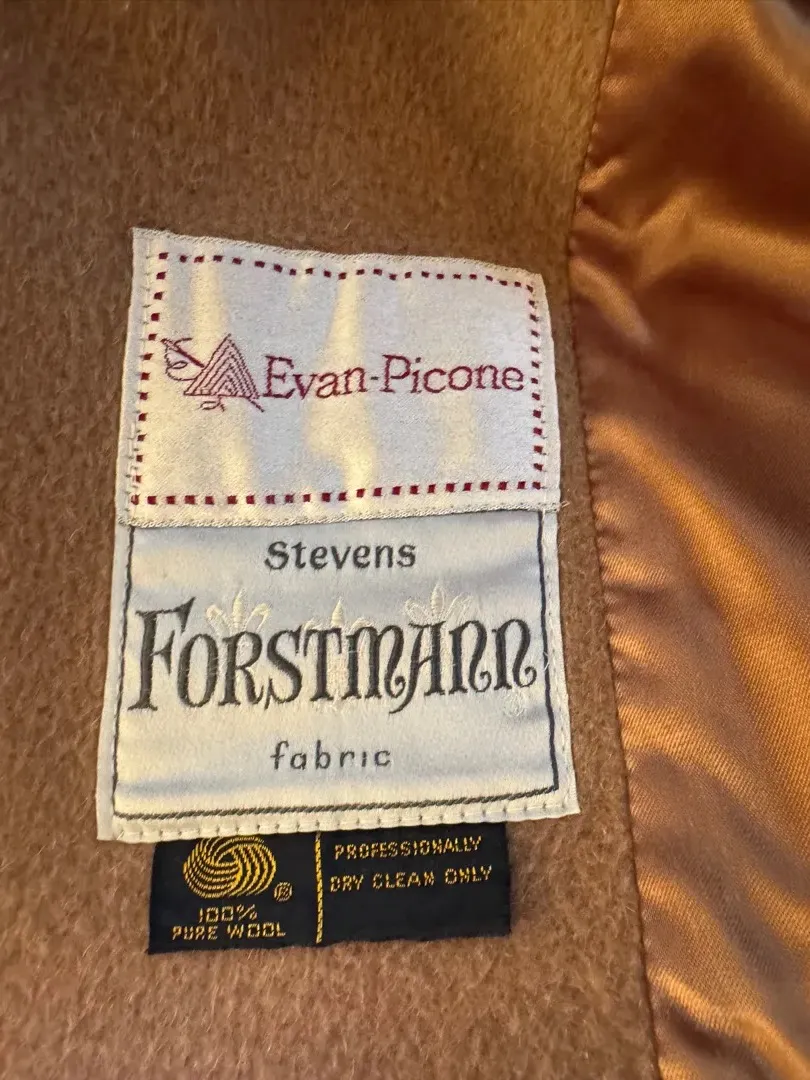 Evan-Picone
Stevens
FORSTMANN
fabric
®
100%
PURE WOOL
PROFESSIONALLY
DRY CLEAN ONLY